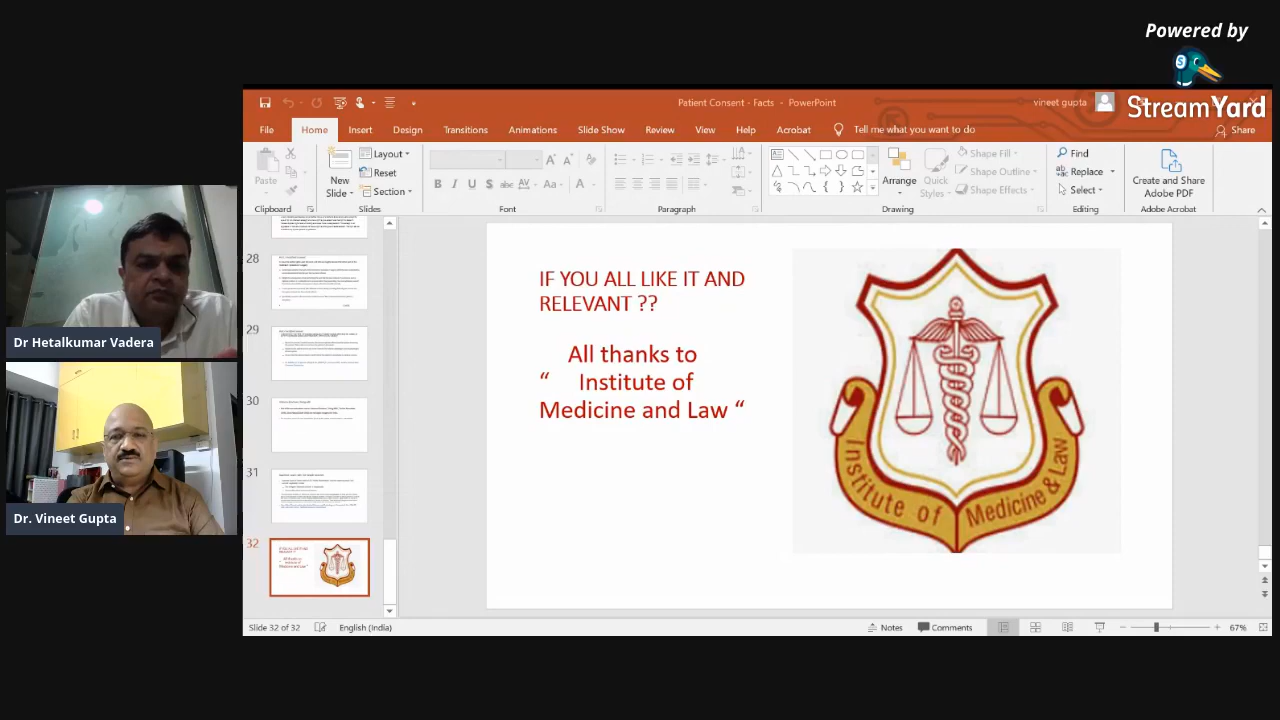 Powered by
StreamYard
Patient Consent - Facts - PowerPoint
vineet gupta
File
Home
Insert
Design
Transitions
Animations
Slide Show
Review
View
Help
Acrobat
Tell me what you want to do
Share
Paste
New
Slide
Layout
Reset
Section
B I U S abc AV Aa A
Arrange
Quick
Styles
Shape Fill
Shape Outline
Shape Effects
Find
Replace
Select
Create and Share
Adobe PDF
Clipboard
Slides
Font
Paragraph
Drawing
Editing
Adobe Acrobat
28
29
30
31
32
IF YOU ALL LIKE IT AND
RELEVANT ??
All thanks to
“ Institute of
Medicine and Law “
Institute of Medicine & Law
Dr Hetalkumar Vadera
Dr. Vineet Gupta
Slide 32 of 32
English (India)
Notes
Comments
67%